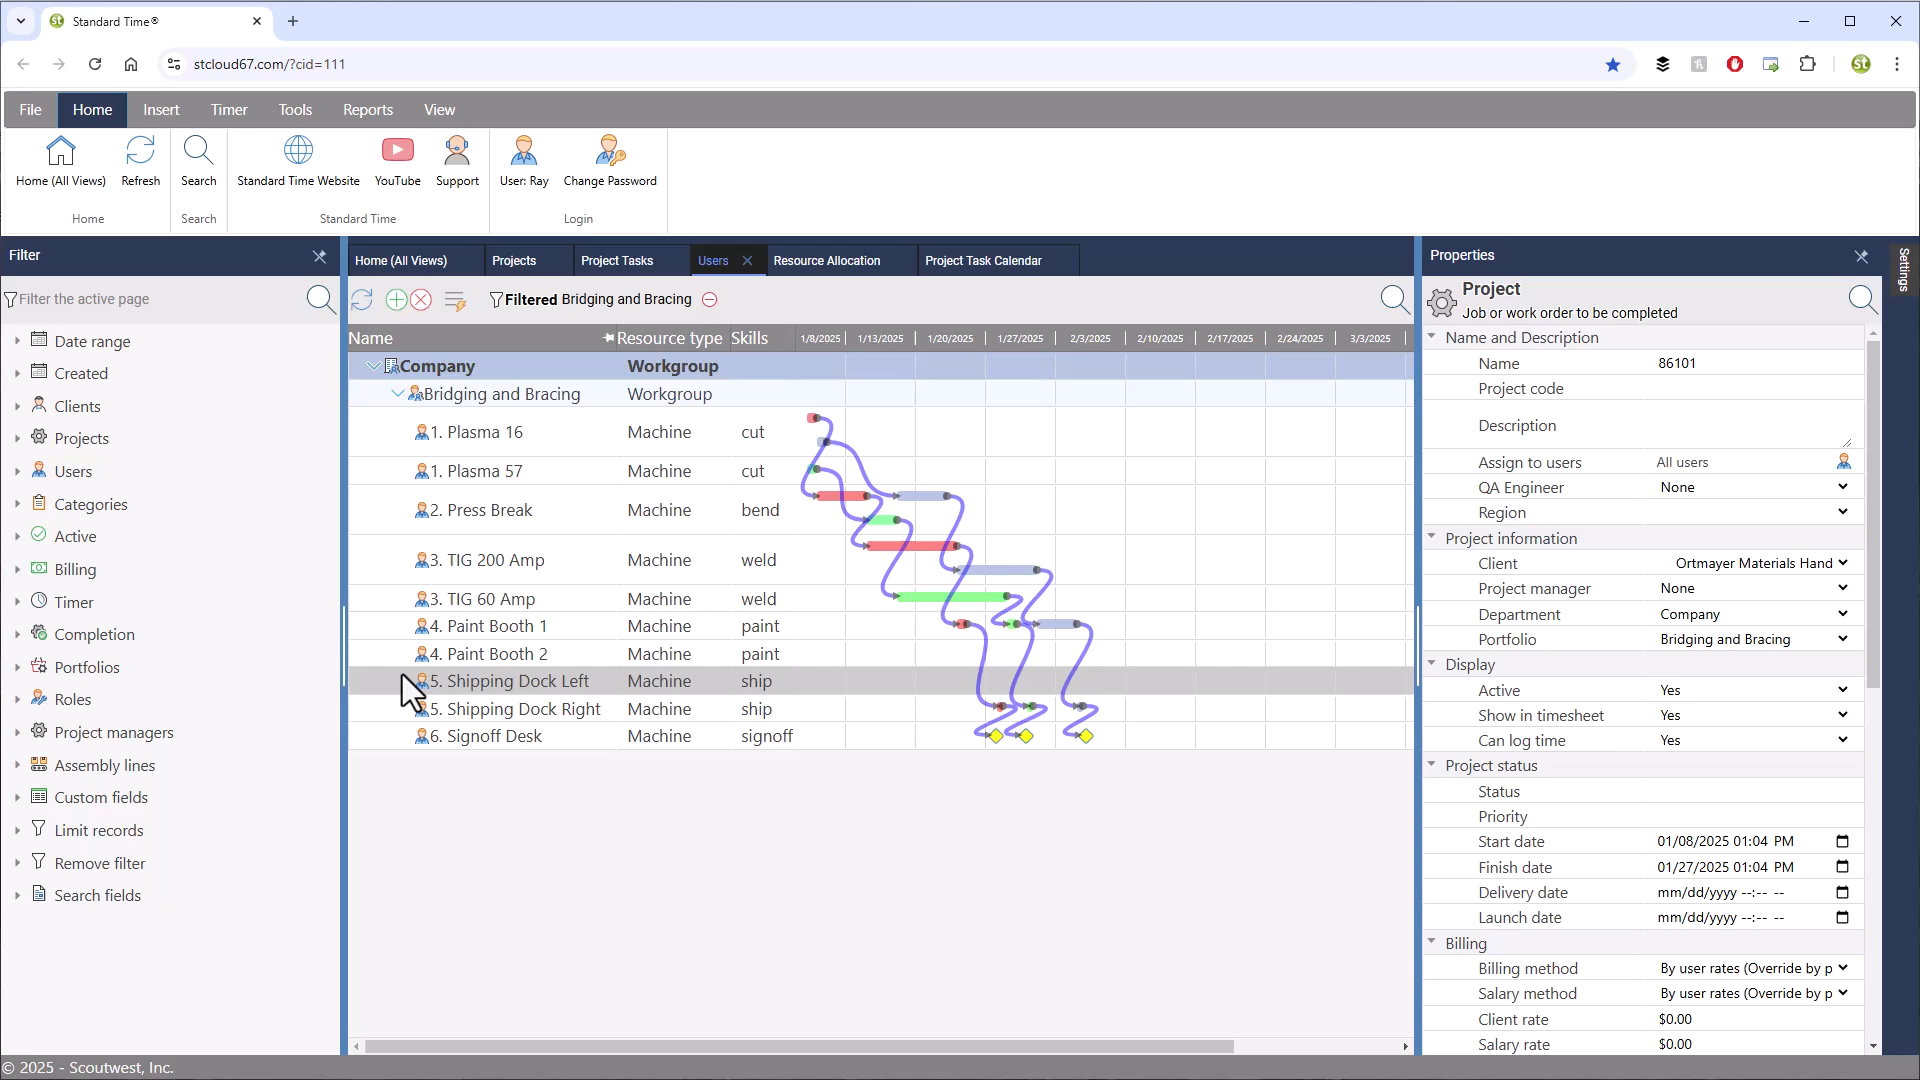 Standard Time®
stcloud67.com/?cid=111
File Home Insert Timer Tools Reports View
Home (All Views) Refresh Search Standard Time Website YouTube Support User: Ray Change Password
Home Search Standard Time Login
Filter
Filter the active page
Date range
Created
Clients
Projects
Users
Categories
Active
Billing
Timer
Completion
Portfolios
Roles
Project managers
Assembly lines
Custom fields
Limit records
Remove filter
Search fields
Home (All Views) Projects Project Tasks Users Resource Allocation Project Task Calendar
Filtered Bridging and Bracing
Name Resource type Skills 1/8/2025 1/13/2025 1/20/2025 1/27/2025 2/3/2025 2/10/2025 2/17/2025 2/24/2025 3/3/2025
Company Workgroup
Bridging and Bracing Workgroup
1. Plasma 16 Machine cut
1. Plasma 57 Machine cut
2. Press Break Machine bend
3. TIG 200 Amp Machine weld
3. TIG 60 Amp Machine weld
4. Paint Booth 1 Machine paint
4. Paint Booth 2 Machine paint
5. Shipping Dock Left Machine ship
5. Shipping Dock Right Machine ship
6. Signoff Desk Machine signoff
Properties
Settings
Project
Job or work order to be completed
Name and Description
Name 86101
Project code
Description
Assign to users All users
QA Engineer None
Region
Project information
Client Ortmayer Materials Hand
Project manager None
Department Company
Portfolio Bridging and Bracing
Display
Active Yes
Show in timesheet Yes
Can log time Yes
Project status
Status
Priority
Start date 01/08/2025 01:04 PM
Finish date 01/27/2025 01:04 PM
Delivery date mm/dd/yyyy --:-- --
Launch date mm/dd/yyyy --:-- --
Billing
Billing method By user rates (Override by p
Salary method By user rates (Override by p
Client rate $0.00
Salary rate $0.00
© 2025 - Scoutwest, Inc.